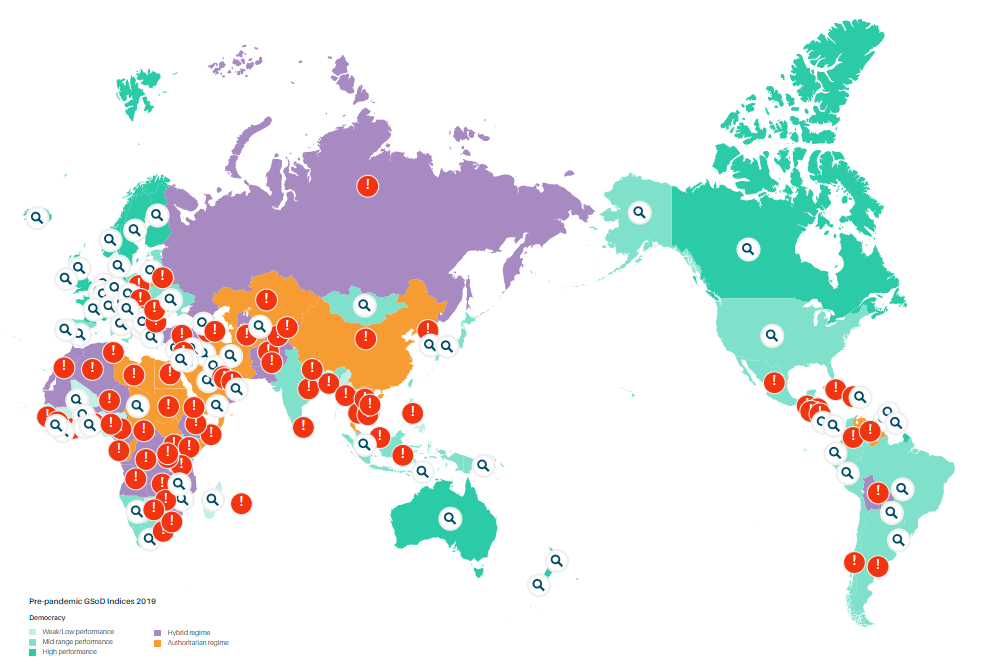 Pre-pandemic GSoD Indices 2019
Democracy
Weak/Low performance
Mid range performance
High performance
Hybrid regime
Authoritarian regime